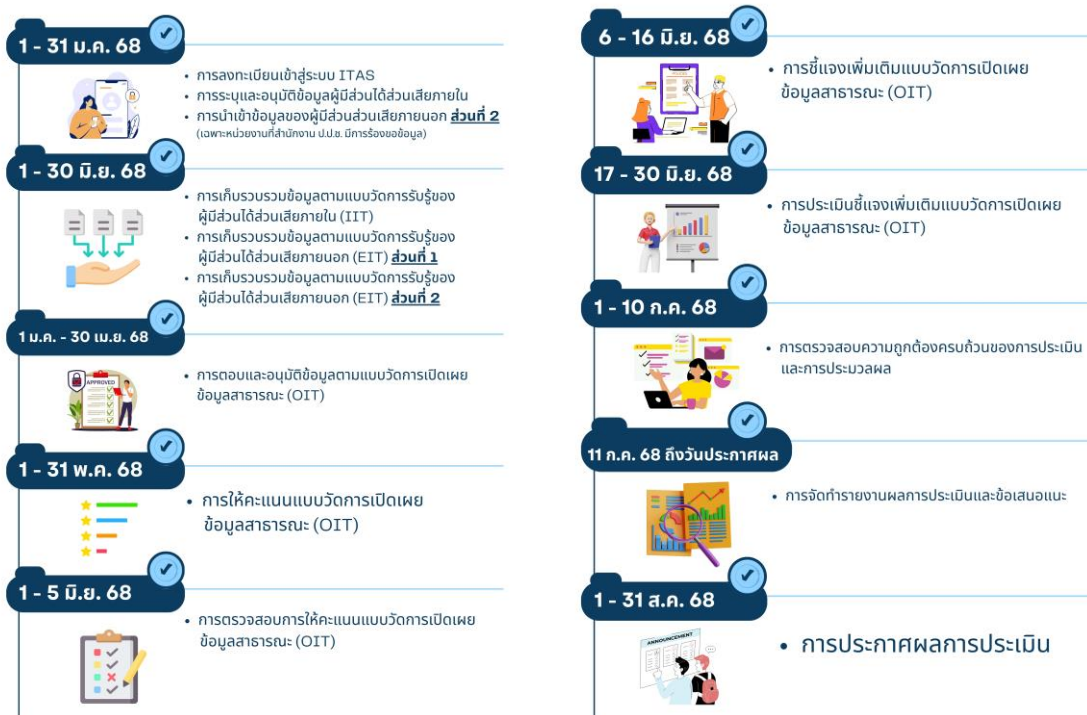 1 - 31 ม.ค. 68
• การลงทะเบียนเข้าสู่ระบบ ITAS
• การระบุและอนุมัติข้อมูลผู้มีส่วนได้ส่วนเสียภายใน
• การนำเข้าข้อมูลของผู้มีส่วนส่วนเสียภายนอก ส่วนที่ 2
(เฉพาะหน่วยงานที่สำนักงาน ป.ป.ช. มีการร้องขอข้อมูล)
1 - 30 มิ.ย. 68
• การเก็บรวบรวมข้อมูลตามแบบวัดการรับรู้ของ
ผู้มีส่วนได้ส่วนเสียภายใน (IIT)
• การเก็บรวบรวมข้อมูลตามแบบวัดการรับรู้ของ
ผู้มีส่วนได้ส่วนเสียภายนอก (EIT) ส่วนที่ 1
• การเก็บรวบรวมข้อมูลตามแบบวัดการรับรู้ของ
ผู้มีส่วนได้ส่วนเสียภายนอก (EIT) ส่วนที่ 2
1 ม.ค. - 30 เม.ย. 68
APPROVED
• การตอบและอนุมัติข้อมูลตามแบบวัดการเปิดเผย
ข้อมูลสาธารณะ (OIT)
1 - 31 พ.ค. 68
• การให้คะแนนแบบวัดการเปิดเผย
ข้อมูลสาธารณะ (OIT)
1 - 5 มิ.ย. 68
• การตรวจสอบการให้คะแนนแบบวัดการเปิดเผย
ข้อมูลสาธารณะ (OIT)
6 - 16 มิ.ย. 68
• การชี้แจงเพิ่มเติมแบบวัดการเปิดเผย
ข้อมูลสาธารณะ (OIT)
17 - 30 มิ.ย. 68
• การประเมินชี้แจงเพิ่มเติมแบบวัดการเปิดเผย
ข้อมูลสาธารณะ (OIT)
1 - 10 ก.ค. 68
• การตรวจสอบความถูกต้องครบถ้วนของการประเมิน
และการประมวลผล
11 ก.ค. 68 ถึงวันประกาศผล
• การจัดทำรายงานผลการประเมินและข้อเสนอแนะ
1 - 31 ส.ค. 68
ANNOUNCEMENT
• การประกาศผลการประเมิน